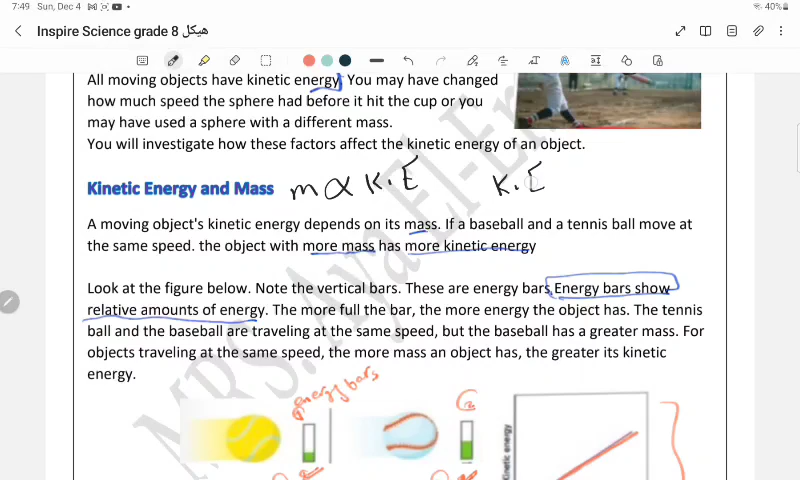 7:49 Sun, Dec 4
40%
Inspire Science grade 8 هيكل
All moving objects have kinetic energy. You may have changed
how much speed the sphere had before it hit the cup or you
may have used a sphere with a different mass.
You will investigate how these factors affect the kinetic energy of an object.
Kinetic Energy and Mass m α K.E K.E
A moving object's kinetic energy depends on its mass. If a baseball and a tennis ball move at
the same speed. the object with more mass has more kinetic energy
Look at the figure below. Note the vertical bars. These are energy bars. Energy bars show
relative amounts of energy. The more full the bar, the more energy the object has. The tennis
ball and the baseball are traveling at the same speed, but the baseball has a greater mass. For
objects traveling at the same speed, the more mass an object has, the greater its kinetic
energy.
energy bars
Kinetic energy
MRS. Aya El-